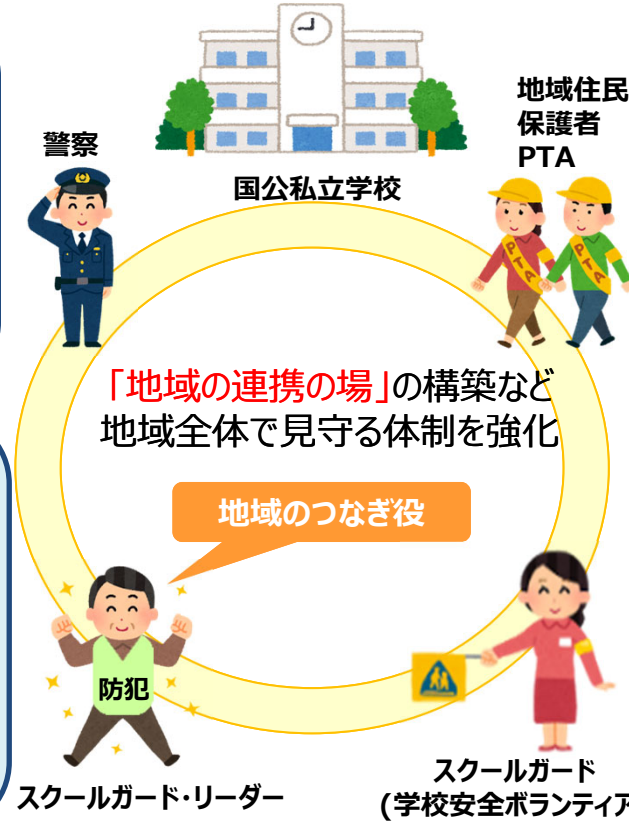 警察
国公私立学校
地域住民
保護者
PTA
PTA
PTA
「地域の連携の場」の構築など
地域全体で見守る体制を強化
地域のつなぎ役
防犯
スクールガード・リーダー
スクールガード
(学校安全ボランティア